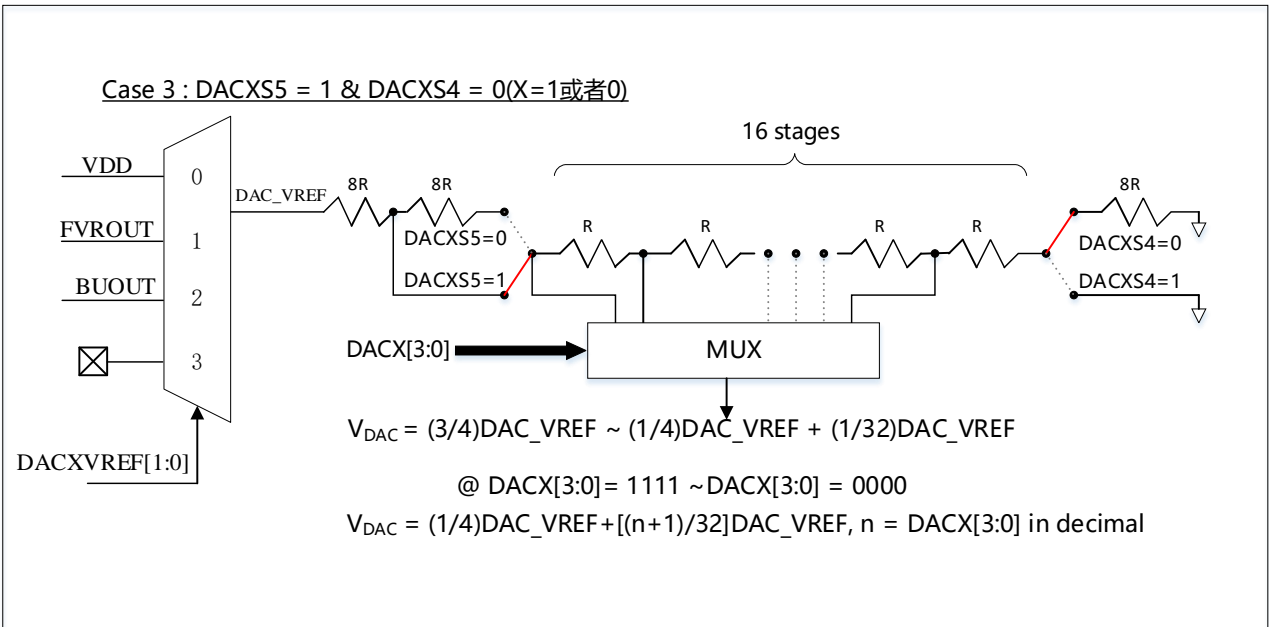 Case 3 : DACXS5 = 1 & DACXS4 = 0(X=1或者0)
16 stages
VDD
0
FVROUT
1
BUOUT
2
3
DACXVREF[1:0]
DAC_VREF
8R
8R
DACXS5=0
DACXS5=1
R
R
R
R
8R
DACXS4=0
DACXS4=1
DACX[3:0]
MUX
V_DAC = (3/4)DAC_VREF ~ (1/4)DAC_VREF + (1/32)DAC_VREF
@ DACX[3:0]= 1111 ~DACX[3:0] = 0000
V_DAC = (1/4)DAC_VREF+[(n+1)/32]DAC_VREF, n = DACX[3:0] in decimal